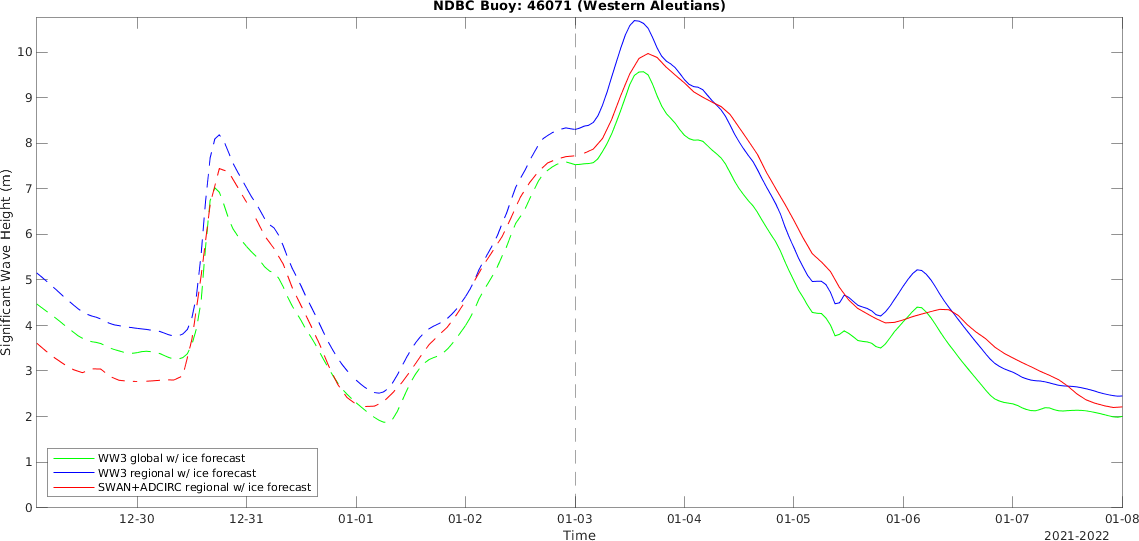 NDBC Buoy: 46071 (Western Aleutians)
10
9
8
7
6
5
4
3
2
1
0
Significant Wave Height (m)
WW3 global w/ ice forecast
WW3 regional w/ ice forecast
SWAN+ADCIRC regional w/ ice forecast
12-30 12-31 01-01 01-02 01-03 01-04 01-05 01-06 01-07 01-08
Time
2021-2022